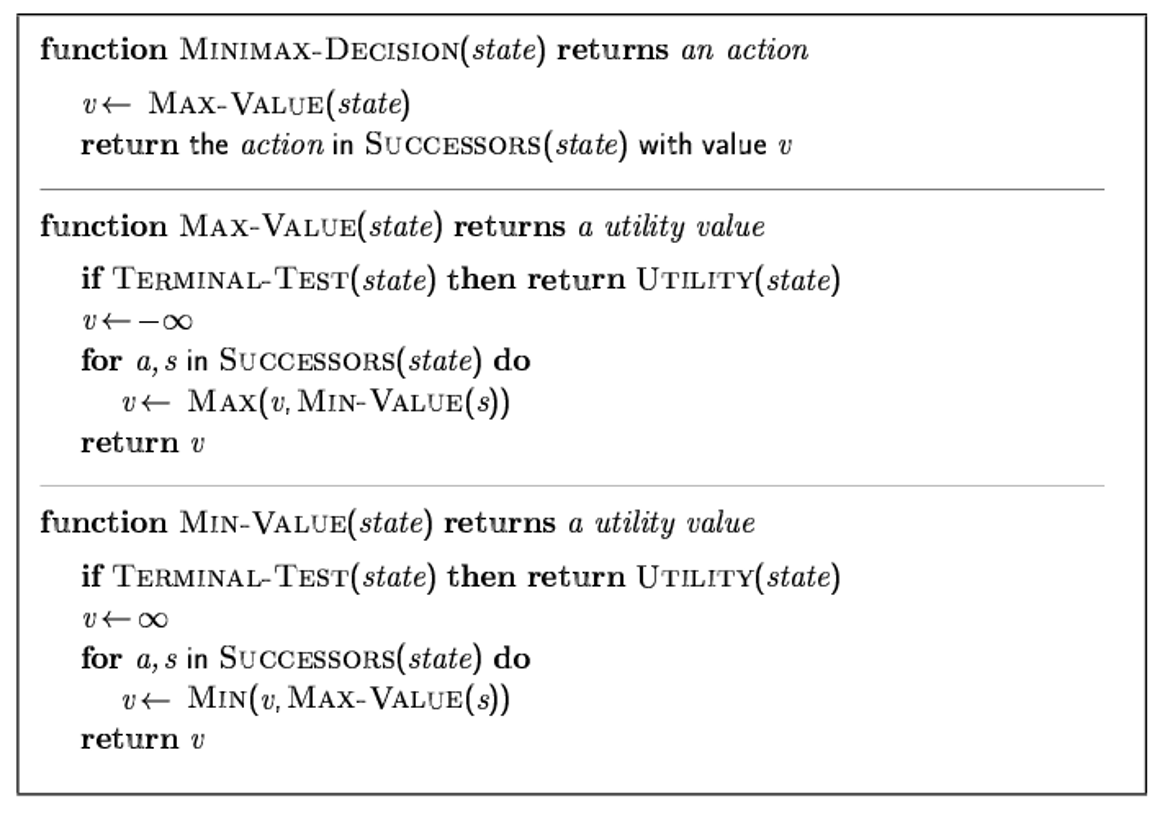 function MINIMAX-DECISION(state) returns an action
v ← MAX-VALUE(state)
return the action in SUCCESSORS(state) with value v
function MAX-VALUE(state) returns a utility value
if TERMINAL-TEST(state) then return UTILITY(state)
v ← −∞
for a, s in SUCCESSORS(state) do
v ← MAX(v, MIN-VALUE(s))
return v
function MIN-VALUE(state) returns a utility value
if TERMINAL-TEST(state) then return UTILITY(state)
v ← ∞
for a, s in SUCCESSORS(state) do
v ← MIN(v, MAX-VALUE(s))
return v